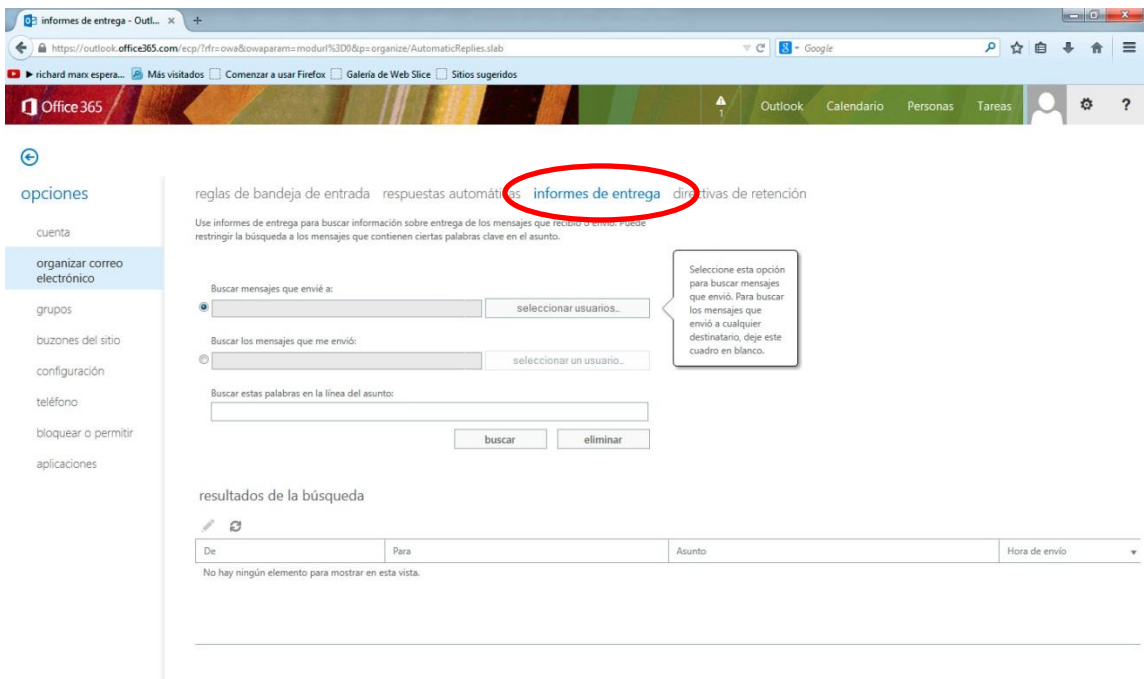 informes de entrega - Outl... × +
https://outlook.office365.com/ecp/?rfr=owa&owaparam=modurl%3D0&p=organize/AutomaticReplies.slab
8 - Google
richard marx espera... Más visitados Comenzar a usar Firefox Galería de Web Slice Sitios sugeridos
Office 365
1
Outlook Calendario Personas Tareas ?
opciones
cuenta
organizar correo
electrónico
grupos
buzones del sitio
configuración
teléfono
bloquear o permitir
aplicaciones
reglas de bandeja de entrada respuestas automáticas informes de entrega directivas de retención
Use informes de entrega para buscar información sobre entrega de los mensajes que recibió o envió. Puede
restringir la búsqueda a los mensajes que contienen ciertas palabras clave en el asunto.
Buscar mensajes que envié a:
seleccionar usuarios...
Seleccione esta opción
para buscar mensajes
que envió. Para buscar
los mensajes que
envió a cualquier
destinatario, deje este
cuadro en blanco.
Buscar los mensajes que me envió:
seleccionar un usuario...
Buscar estas palabras en la línea del asunto:
buscar eliminar
resultados de la búsqueda
De Para Asunto Hora de envío
No hay ningún elemento para mostrar en esta vista.